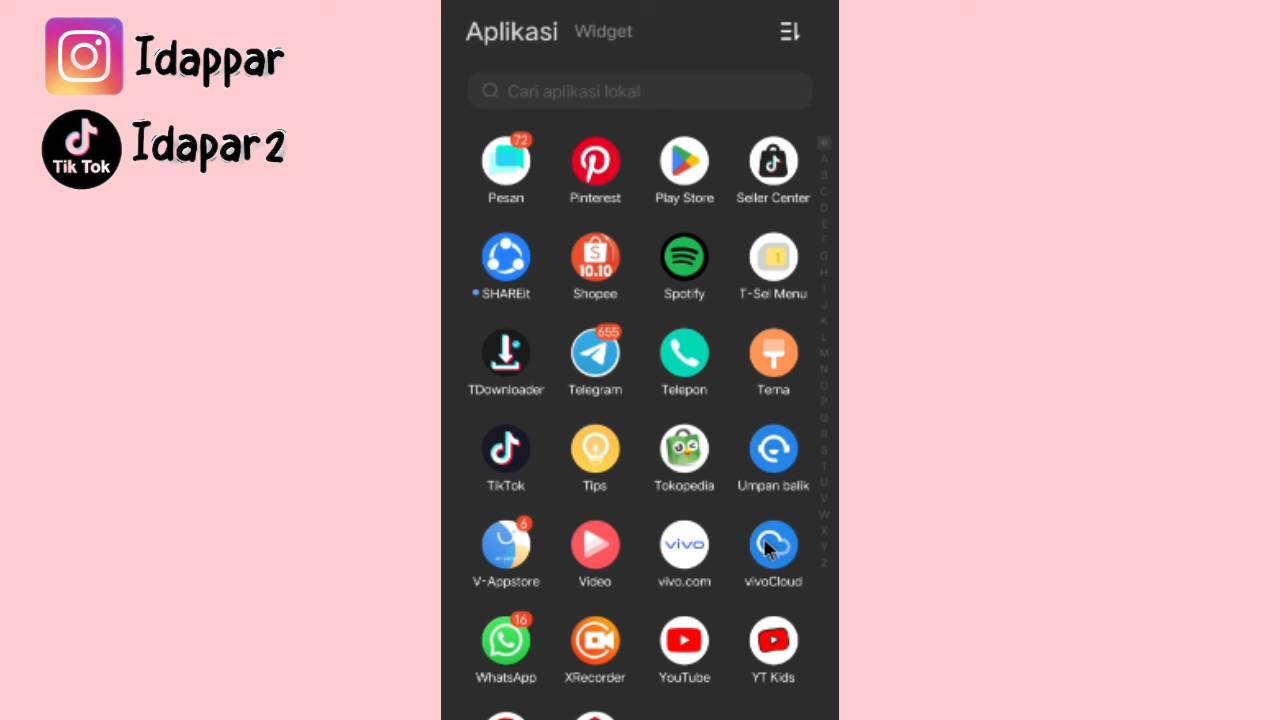 Idappar
Tik Tok
Idapar2
Aplikasi Widget
Cari aplikasi lokal
72
Pesan Pinterest Play Store Seller Center
10.10
1
SHAREit Shopee Spotify T-Sel Menu
655
TDownloader Telegram Telepon Tema
TikTok Tips Tokopedia Umpan balik
6
vivo
V-Appstore Video vivo.com vivoCloud
16
WhatsApp XRecorder YouTube YT Kids
A
B
C
D
E
F
G
H
I
J
K
L
M
N
O
P
Q
R
S
T
U
V
W
X
Y
Z